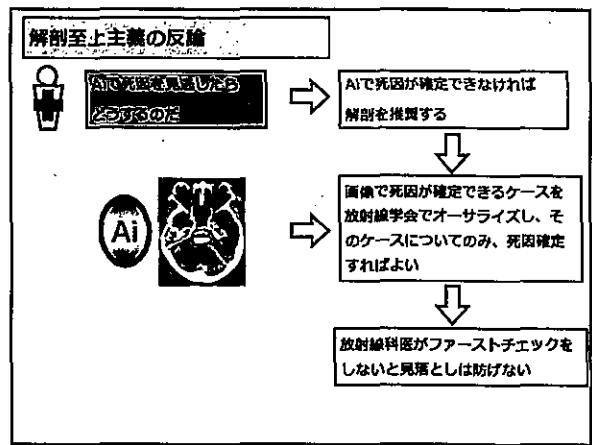 解剖至上主義の反論
Aiで死因を見逃したら
どうするのだ
Aiで死因が確定できなければ
解剖を推奨する
Ai
画像で死因が確定できるケースを
放射線学会でオーサライズし、そ
のケースについてのみ、死因確定
すればよい
放射線科医がファーストチェックを
しないと見落としは防げない